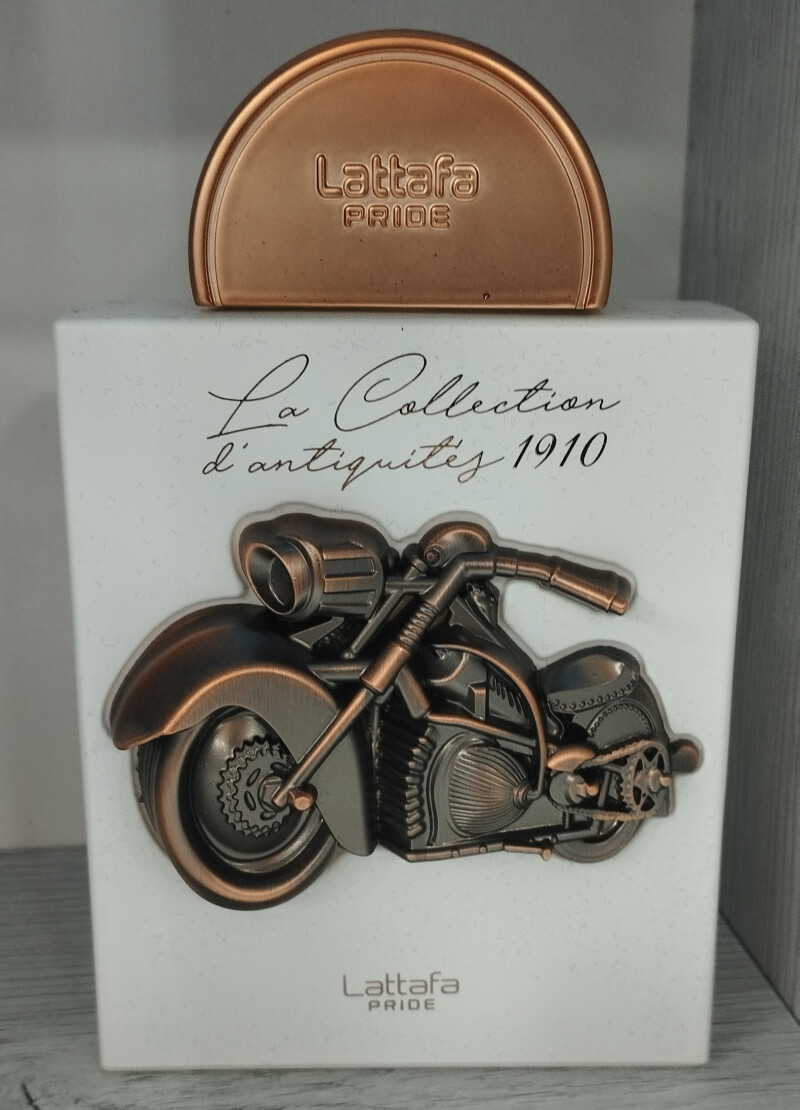 Lattafa
PRIDE
La Collection
d'antiquités 1910
Lattafa
PRIDE